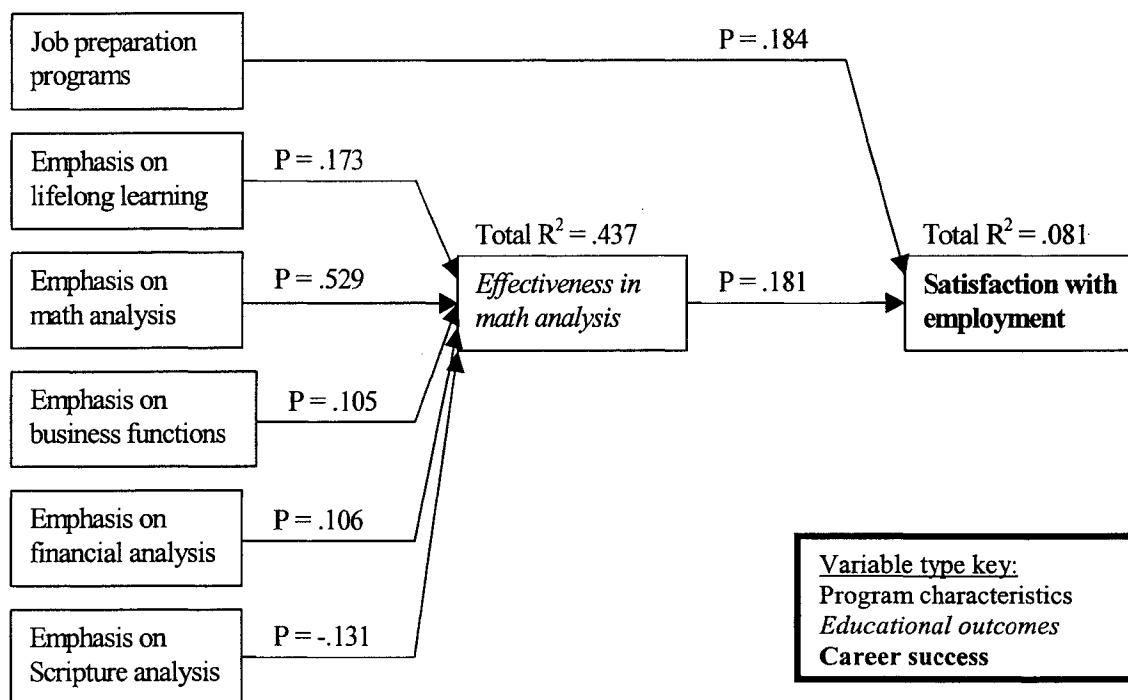 Job preparation
programs
P = .184
Emphasis on
lifelong learning
P = .173
Emphasis on
math analysis
P = .529
Total R² = .437
Effectiveness in
math analysis
P = .181
Total R² = .081
Satisfaction with
employment
Emphasis on
business functions
P = .105
Emphasis on
financial analysis
P = .106
Emphasis on
Scripture analysis
P = -.131
Variable type key:
Program characteristics
Educational outcomes
Career success